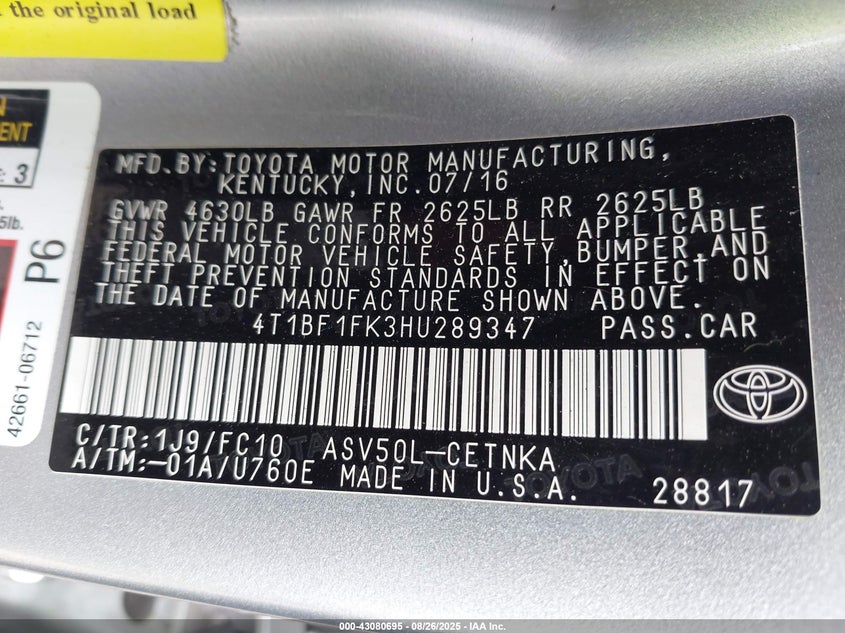 the original load
N
ENT
: 3
5lb.
P6
42661-06712
MFD.BY:TOYOTA MOTOR MANUFACTURING,
KENTUCKY,INC.07/16
GVWR 4630LB GAWR FR 2625LB RR 2625LB
THIS VEHICLE CONFORMS TO ALL APPLICABLE
FEDERAL MOTOR VEHICLE SAFETY,BUMPER,AND
THEFT PREVENTION STANDARDS IN EFFECT ON
THE DATE OF MANUFACTURE SHOWN ABOVE.
4T1BF1FK3HU289347 PASS.CAR
C/TR:1J9/FC10 ASV50L-CETNKA
A/TM:-01A/U760E MADE IN U.S.A. 28817
000-43080695 - 08/26/2025 - IAA Inc.